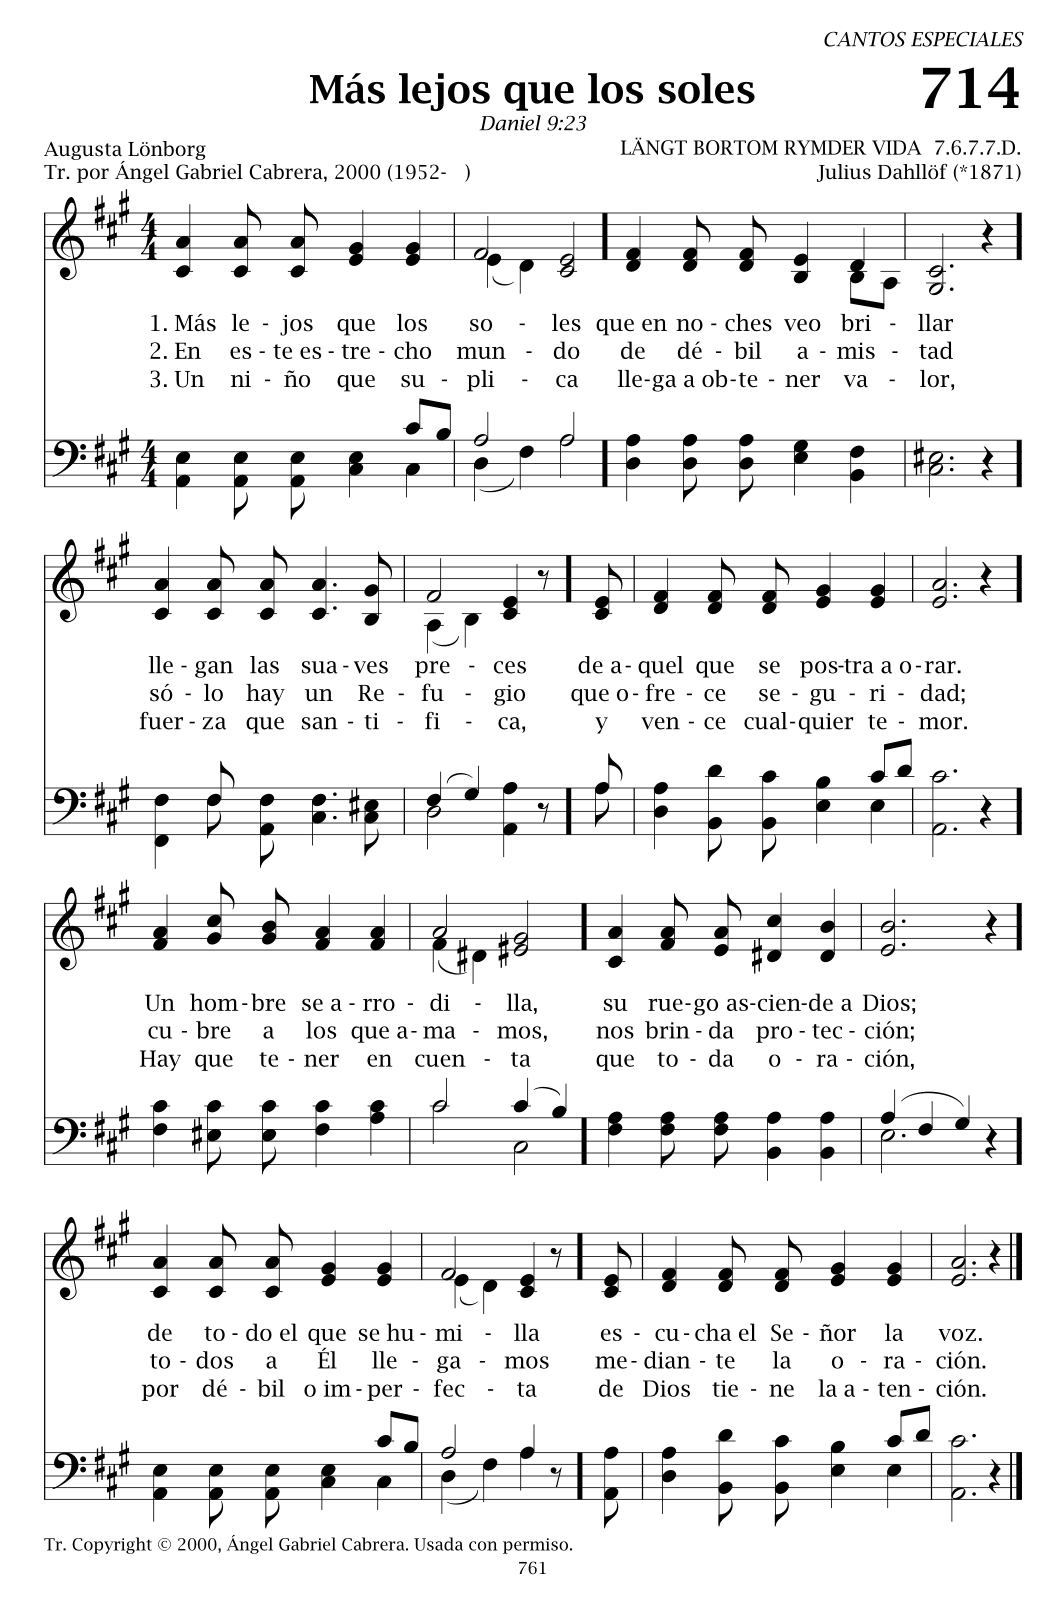 CANTOS ESPECIALES
Más lejos que los soles 714
Daniel 9:23
Augusta Lönborg LÄNGT BORTOM RYMDER VIDA 7.6.7.7.D.
Tr. por Ángel Gabriel Cabrera, 2000 (1952- ) Julius Dahllöf (*1871)
1. Más le - jos que los so - les que en no - ches veo bri - llar
2. En es - te es - tre - cho mun - do de dé - bil a - mis - tad
3. Un ni - ño que su - pli - ca lle - ga a ob - te - ner va - lor,
lle - gan las sua - ves pre - ces de a - quel que se pos - tra a o - rar.
só - lo hay un Re - fu - gio que o - fre - ce se - gu - ri - dad;
fuer - za que san - ti - fi - ca, y ven - ce cual - quier te - mor.
Un hom - bre se a - rro - di - lla, su rue - go as - cien - de a Dios;
cu - bre a los que a - ma - mos, nos brin - da pro - tec - ción;
Hay que te - ner en cuen - ta que to - da o - ra - ción,
de to - do el que se hu - mi - lla es - cu - cha el Se - ñor la voz.
to - dos a Él lle - ga - mos me - dian - te la o - ra - ción.
por dé - bil o im - per - fec - ta de Dios tie - ne la a - ten - ción.
Tr. Copyright © 2000, Ángel Gabriel Cabrera. Usada con permiso.
761